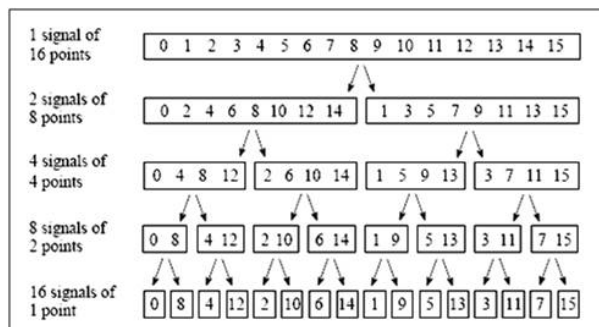 1 signal of
16 points
0 1 2 3 4 5 6 7 8 9 10 11 12 13 14 15
2 signals of
8 points
0 2 4 6 8 10 12 14 1 3 5 7 9 11 13 15
4 signals of
4 points
0 4 8 12 2 6 10 14 1 5 9 13 3 7 11 15
8 signals of
2 points
0 8 4 12 2 10 6 14 1 9 5 13 3 11 7 15
16 signals of
1 point
0 8 4 12 2 10 6 14 1 9 5 13 3 11 7 15